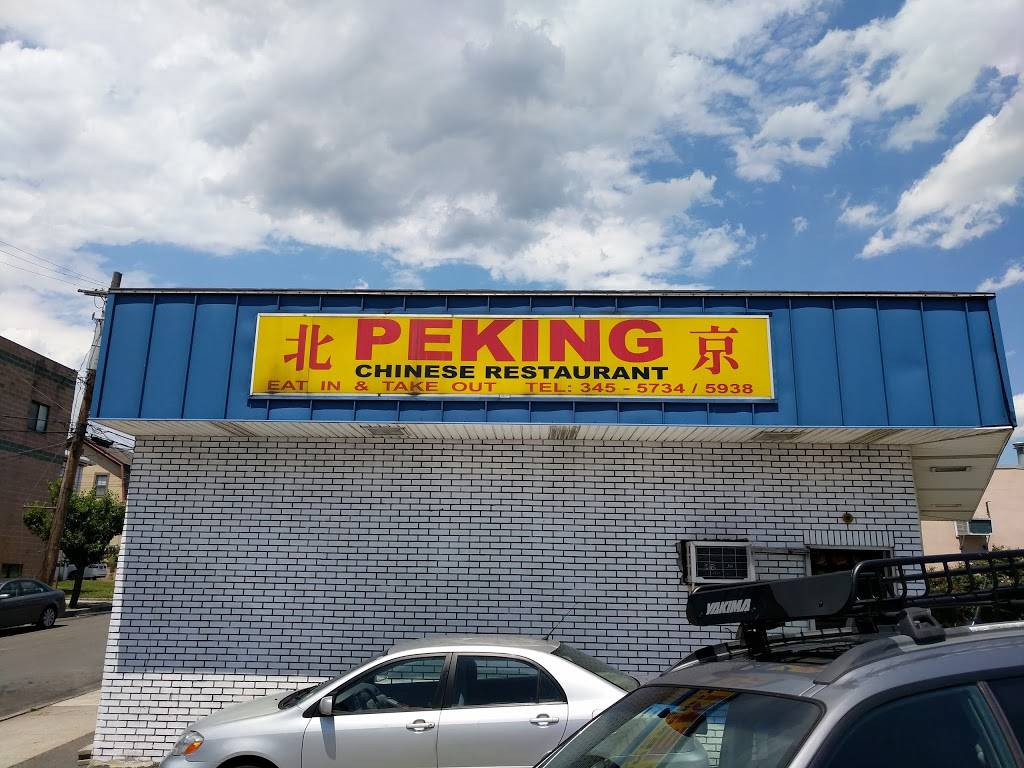 北 PEKING 京
CHINESE RESTAURANT
EAT IN & TAKE OUT TEL: 345 - 5734 / 5938
YAKIMA